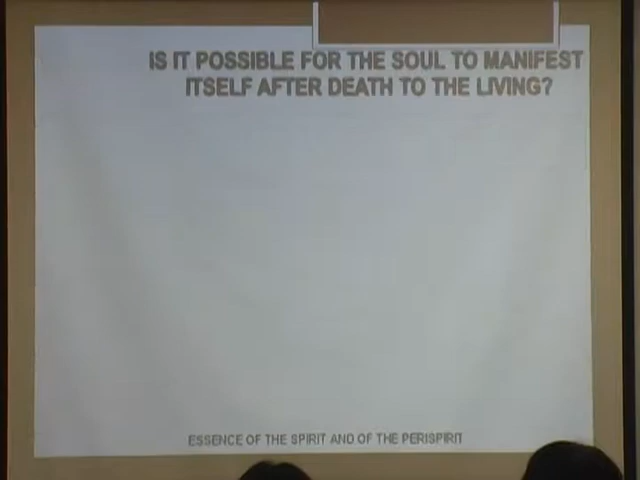 IS IT POSSIBLE FOR THE SOUL TO MANIFEST
ITSELF AFTER DEATH TO THE LIVING?
ESSENCE OF THE SPIRIT AND OF THE PERISPIRIT